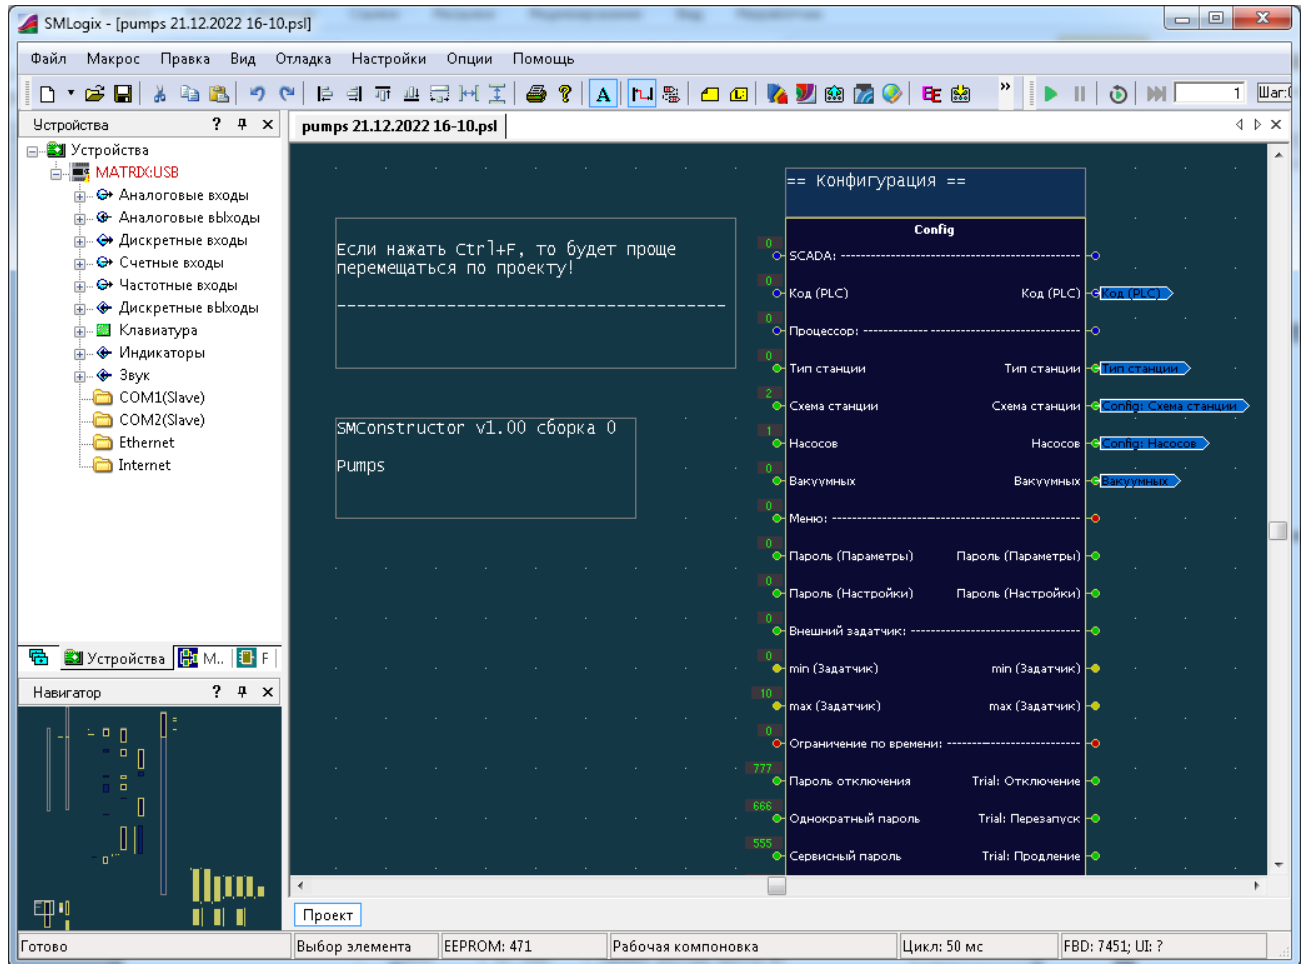 SMLogix - [pumps 21.12.2022 16-10.psl]
Файл Макрос Правка Вид Отладка Настройки Опции Помощь
1 Шаг:
Устройства
pumps 21.12.2022 16-10.psl
Устройства
MATRIX:USB
Аналоговые входы
Аналоговые вЫходы
Дискретные входы
Счетные входы
Частотные входы
Дискретные вЫходы
Клавиатура
Индикаторы
Звук
COM1(Slave)
COM2(Slave)
Ethernet
Internet
Устройства М.. F
Навигатор
Если нажать Ctrl+F, то будет проще
перемещаться по проекту!
----------------------------------------
SMConstructor v1.00 сборка 0
Pumps
== Конфигурация ==
Config
0 SCADA: ----------------------------------------
0 Код (PLC) Код (PLC) Код (PLC)
0 Процессор: ----------------------------------------
0 Тип станции Тип станции Тип станции
2 Схема станции Схема станции Config: Схема станции
1 Насосов Насосов Config: Насосов
0 Вакуумных Вакуумных Вакуумных
0 Меню: ----------------------------------------
0 Пароль (Параметры) Пароль (Параметры)
0 Пароль (Настройки) Пароль (Настройки)
0 Внешний задатчик: ----------------------------------------
0 min (Задатчик) min (Задатчик)
10 max (Задатчик) max (Задатчик)
0 Ограничение по времени: ----------------------------------------
777 Пароль отключения Trial: Отключение
666 Однократный пароль Trial: Перезапуск
555 Сервисный пароль Trial: Продление
Проект
Готово Выбор элемента EEPROM: 471 Рабочая компоновка Цикл: 50 мс FBD: 7451; UI: ?